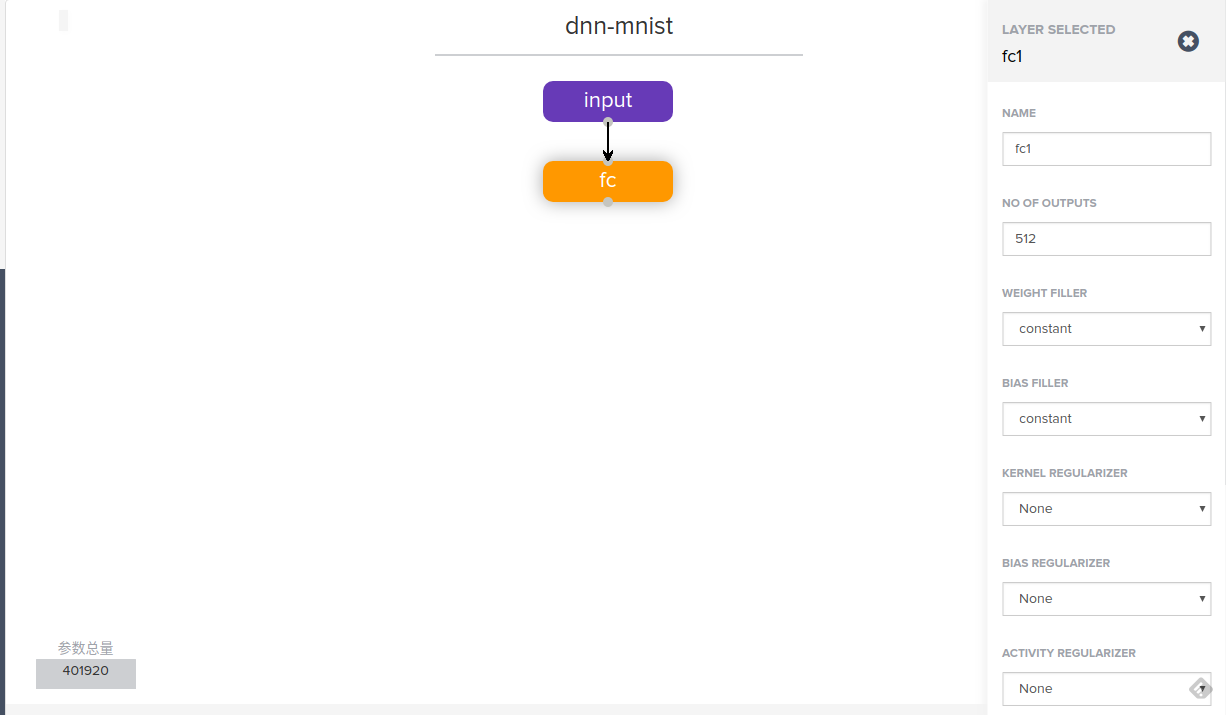 dnn-mnist
input
fc
参数总量
401920
LAYER SELECTED
fc1
NAME
fc1
NO OF OUTPUTS
512
WEIGHT FILLER
constant
BIAS FILLER
constant
KERNEL REGULARIZER
None
BIAS REGULARIZER
None
ACTIVITY REGULARIZER
None